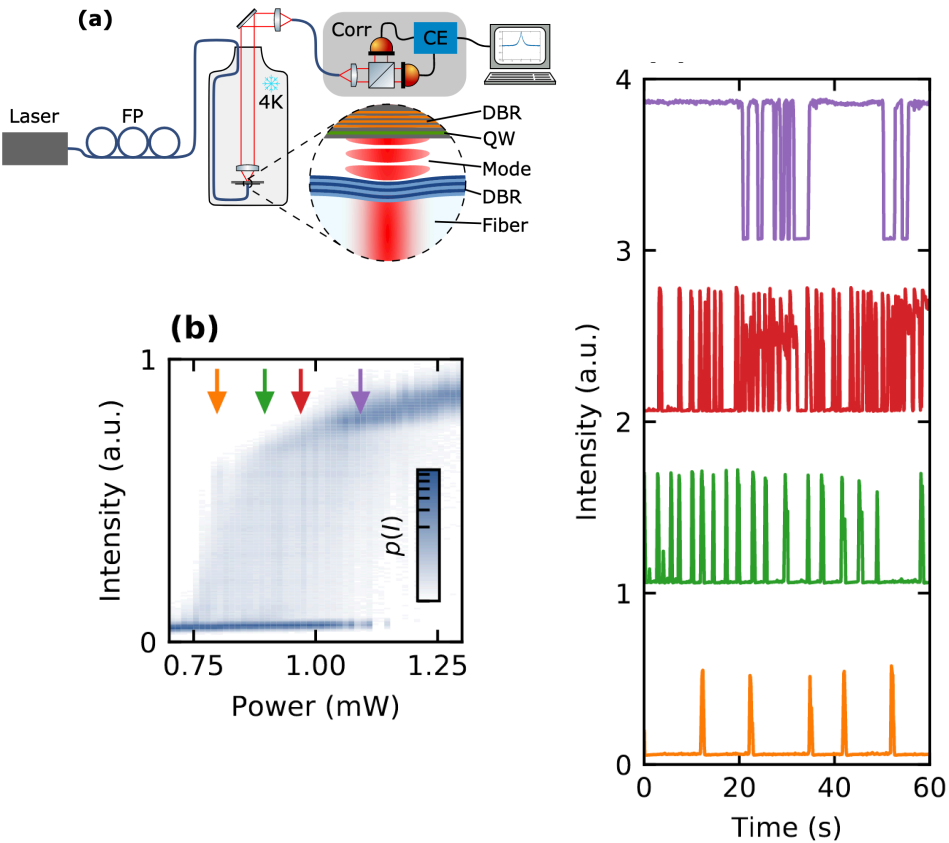 (a)
Laser
FP
4K
Corr
CE
DBR
QW
Mode
DBR
Fiber
(b)
1
0
Intensity (a.u.)
p(I)
0.75 1.00 1.25
Power (mW)
4
3
2
1
0
Intensity (a.u.)
0 20 40 60
Time (s)